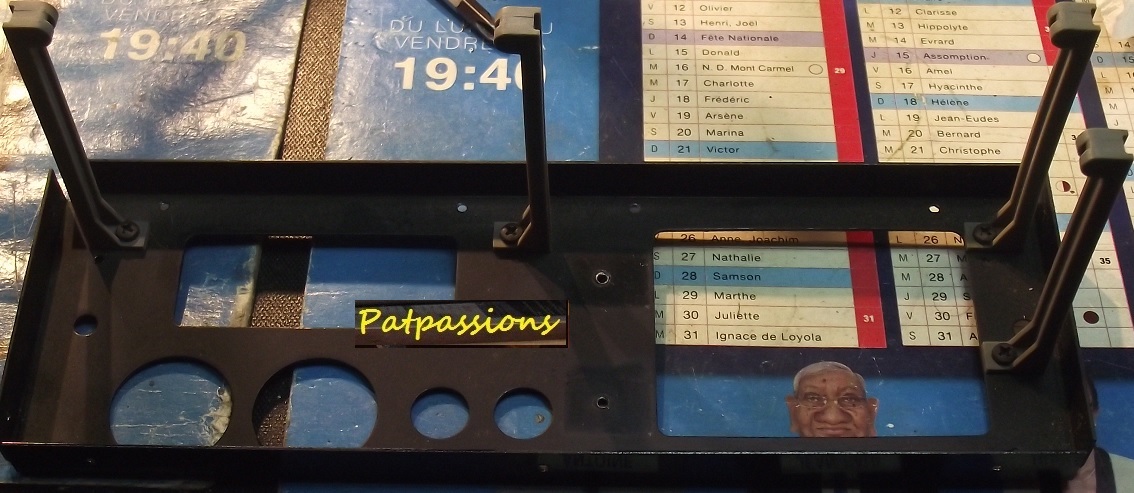 19:40
DU
VENDRE
19:40
V 12 Olivier
S 13 Henri, Joël
D 14 Fête Nationale
L 15 Donald
M 16 N. D. Mont Carmel 29
M 17 Charlotte
J 18 Frédéric
V 19 Arsène
S 20 Marina
D 21 Victor
L 12 Clarisse
M 13 Hippolyte
M 14 Evrard
J 15 Assomption
V 16 Amel
S 17 Hyacinthe
D 18 Hélène
L 19 Jean-Eudes
M 20 Bernard
M 21 Christophe
26 Anne, Joachim
S 27 Nathalie
D 28 Samson
L 29 Marthe
M 30 Juliette 31
M 31 Ignace de Loyola
L 26 N
M 27 M
M 28 A
J 29 S
V 30 F
S 31 A
35
Patpassions